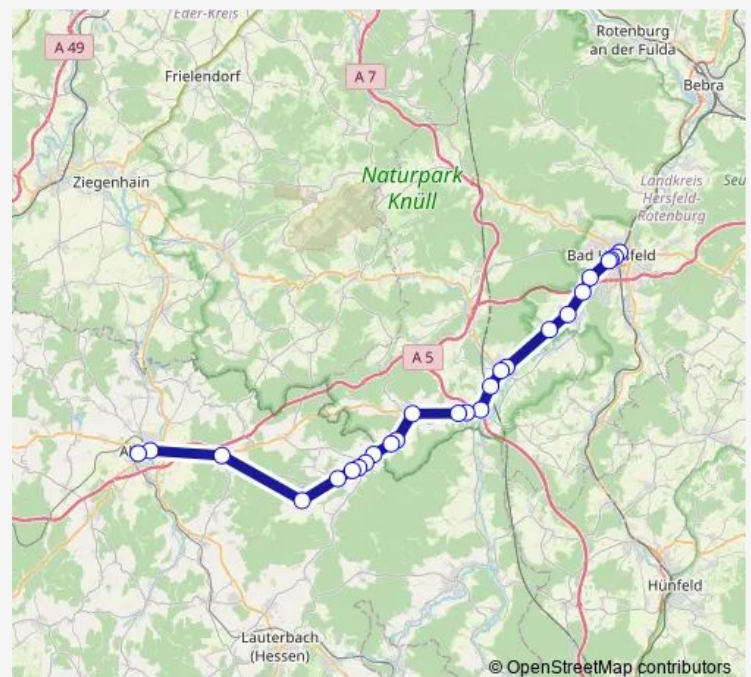 Eder-Kreis
A 49
Frielendorf
A 7
Rotenburg
an der Fulda
Bebra
Ziegenhain
Naturpark
Knüll
Landkreis
Hersfeld-
Rotenburg
Bad
feld
A 5
Hünfeld
Lauterbach
(Hessen)
© OpenStreetMap contributors